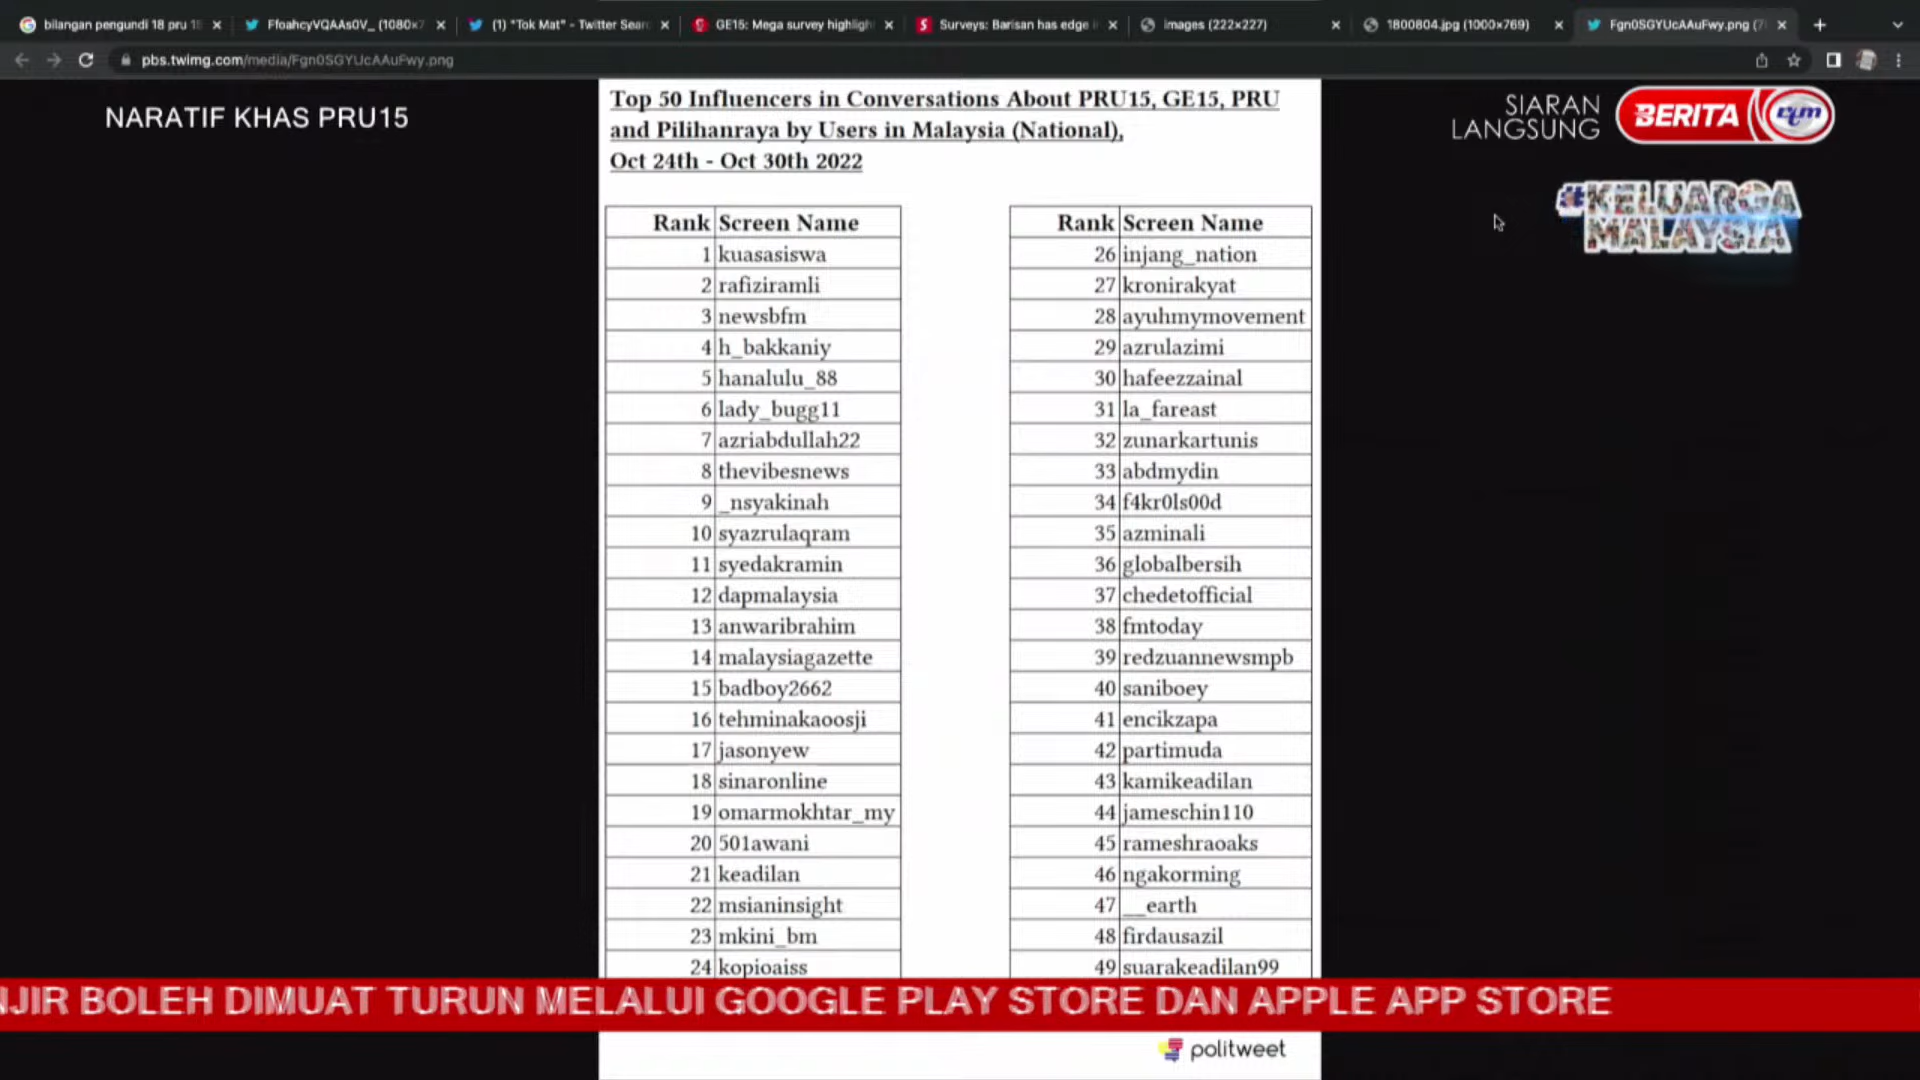 bilangan pengundi 18 pru 1
FfoahcyVQAAs0V_ (1080×7
(1) "Tok Mat" - Twitter Sear
GE15: Mega survey highligh
Surveys: Barisan has edge i
images (222×227)
1800804.jpg (1000×769)
Fgn0SGYUcAAuFwy.png (7
pbs.twimg.com/media/Fgn0SGYUcAAuFwy.png
NARATIF KHAS PRU15
SIARAN
LANGSUNG
BERITA rtm
#KELUARGA
MALAYSIA
Top 50 Influencers in Conversations About PRU15, GE15, PRU
and Pilihanraya by Users in Malaysia (National),
Oct 24th - Oct 30th 2022
Rank Screen Name
1 kuasasiswa
2 rafiziramli
3 newsbfm
4 h_bakkaniy
5 hanalulu_88
6 lady_bugg11
7 azriabdullah22
8 thevibesnews
9 _nsyakinah
10 syazrulaqram
11 syedakramin
12 dapmalaysia
13 anwaribrahim
14 malaysiagazette
15 badboy2662
16 tehminakaoosji
17 jasonyew
18 sinaronline
19 omarmokhtar_my
20 501awani
21 keadilan
22 msianinsight
23 mkini_bm
24 kopioaiss
Rank Screen Name
26 injang_nation
27 kronirakyat
28 ayuhmymovement
29 azrulazimi
30 hafeezzainal
31 la_fareast
32 zunarkartunis
33 abdmydin
34 f4kr0ls00d
35 azminali
36 globalbersih
37 chedetofficial
38 fmtoday
39 redzuannewsmpb
40 saniboey
41 encikzapa
42 partimuda
43 kamikeadilan
44 jameschin110
45 rameshraoaks
46 ngakorming
47 __earth
48 firdausazil
49 suarakeadilan99
NJIR BOLEH DIMUAT TURUN MELALUI GOOGLE PLAY STORE DAN APPLE APP STORE
politweet